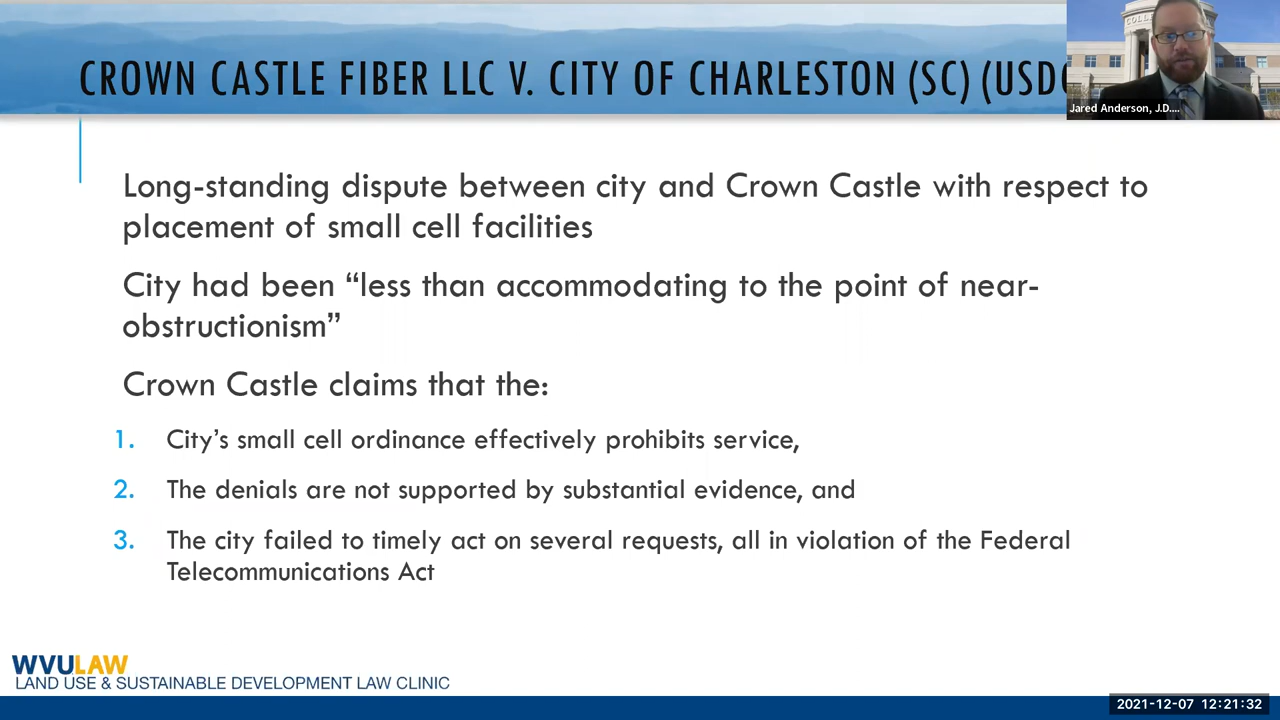 CROWN CASTLE FIBER LLC V. CITY OF CHARLESTON (SC) (USDC
Jared Anderson, J.D....
Long-standing dispute between city and Crown Castle with respect to
placement of small cell facilities
City had been “less than accommodating to the point of near-
obstructionism”
Crown Castle claims that the:
1. City’s small cell ordinance effectively prohibits service,
2. The denials are not supported by substantial evidence, and
3. The city failed to timely act on several requests, all in violation of the Federal
Telecommunications Act
WVULAW
LAND USE & SUSTAINABLE DEVELOPMENT LAW CLINIC
2021-12-07 12:21:32